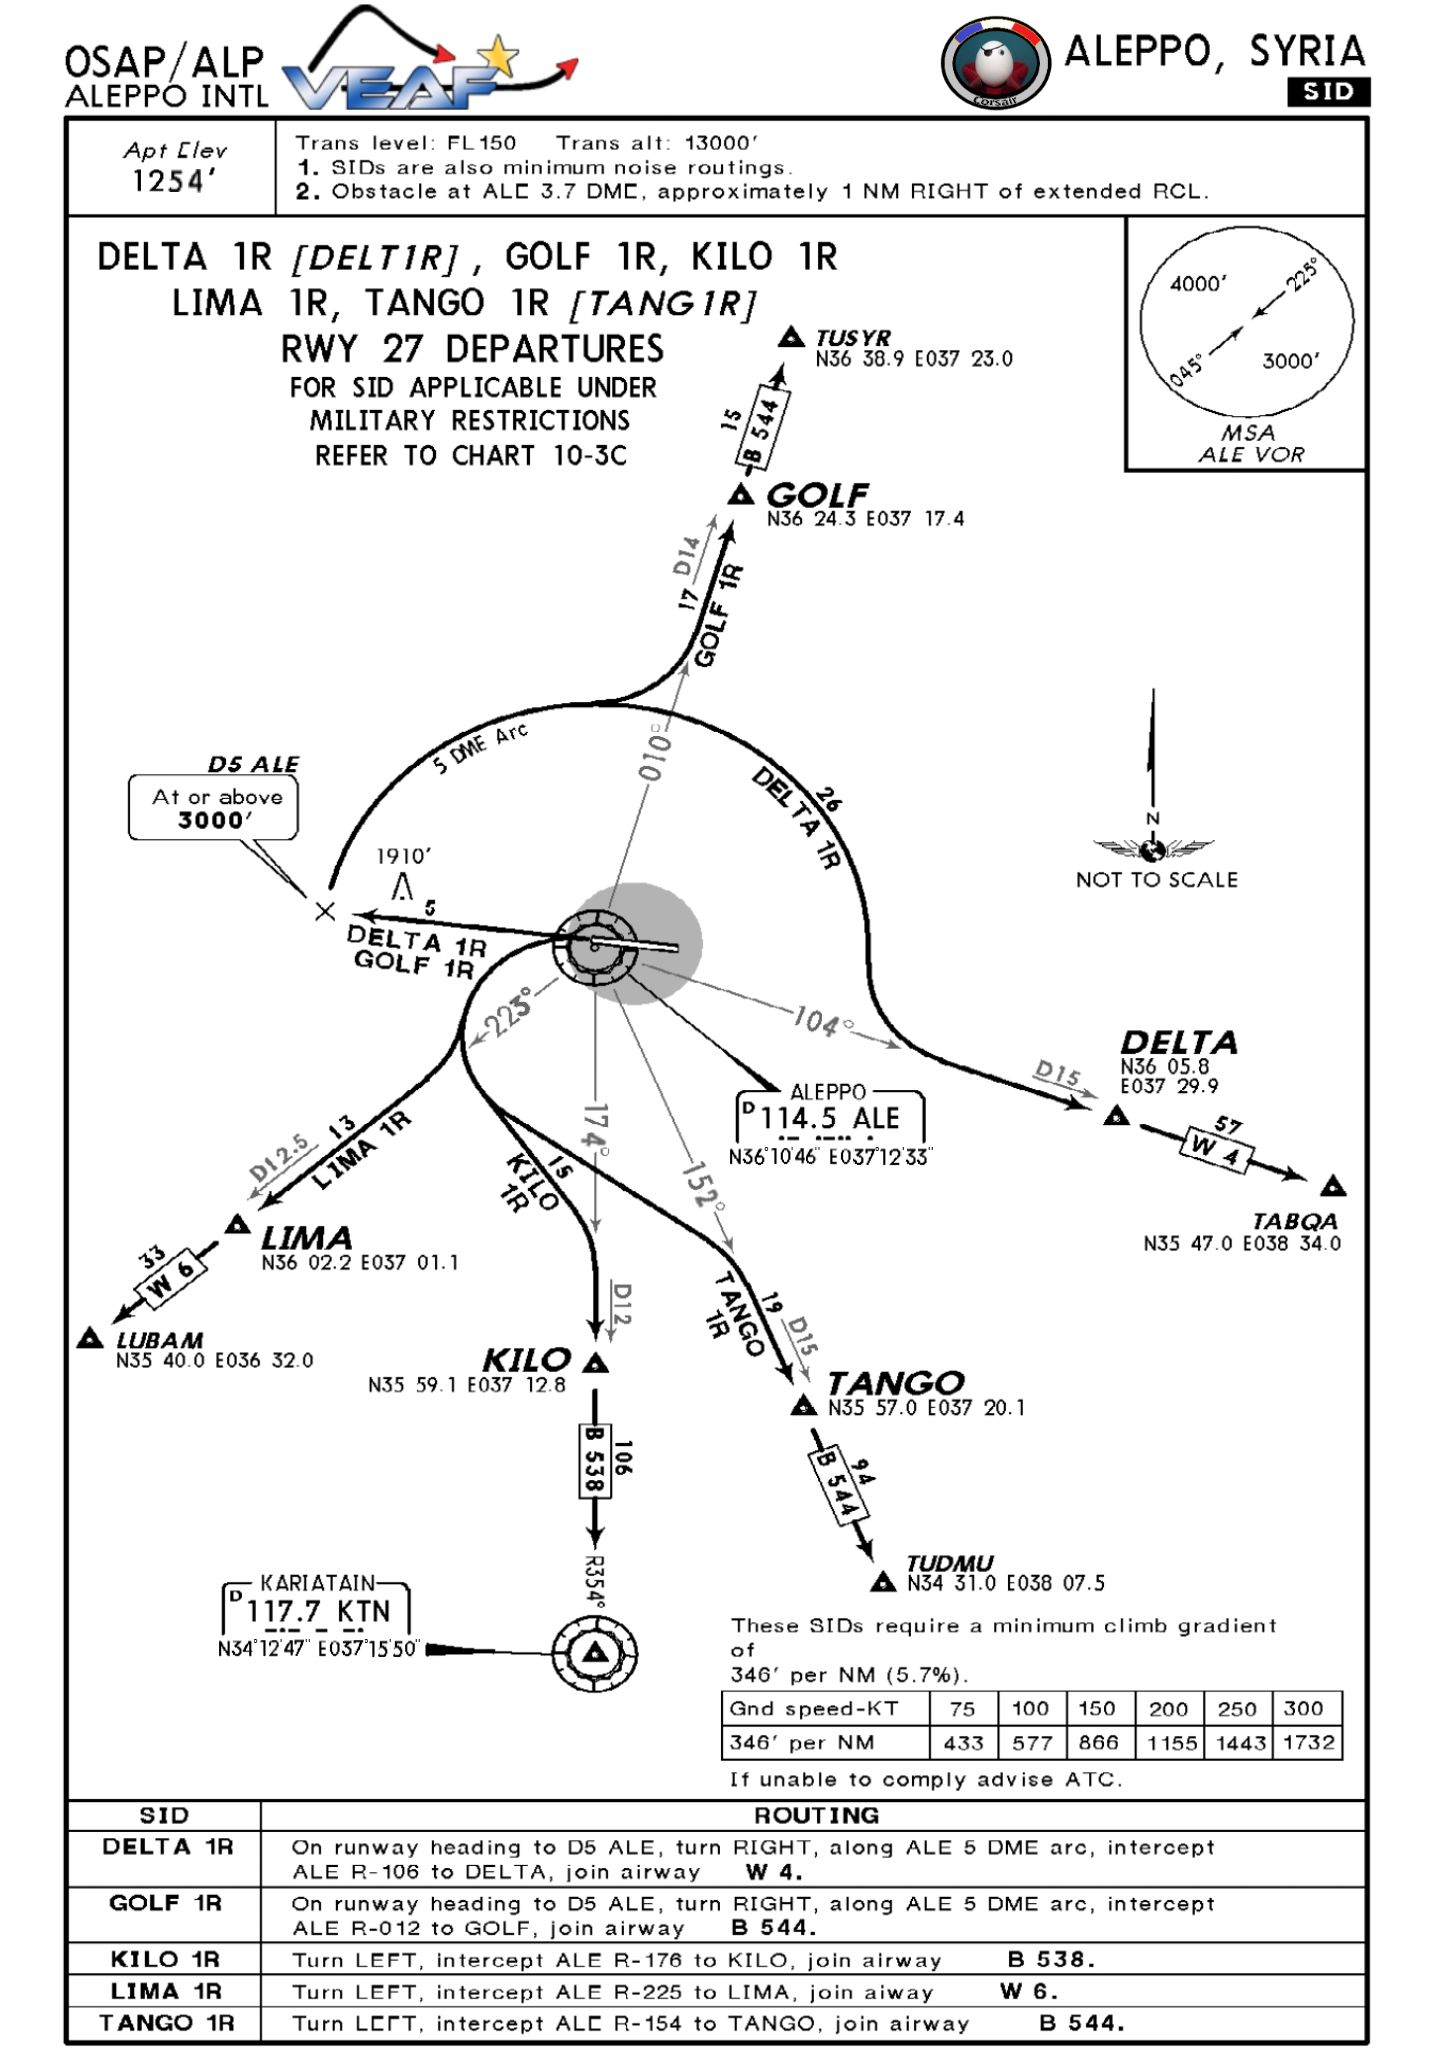 OSAP/ALP
ALEPPO INTL
VEAF
Corsair
ALEPPO, SYRIA
SID
Apt Elev
1254'
Trans level: FL150 Trans alt: 13000'
1. SIDs are also minimum noise routings.
2. Obstacle at ALE 3.7 DME, approximately 1 NM RIGHT of extended RCL.
DELTA 1R [DELT1R], GOLF 1R, KILO 1R
LIMA 1R, TANGO 1R [TANG1R]
RWY 27 DEPARTURES
FOR SID APPLICABLE UNDER
MILITARY RESTRICTIONS
REFER TO CHART 10-3C
4000'
225°
045°
3000'
MSA
ALE VOR
TUSYR
N36 38.9 E037 23.0
15
B 544
GOLF
N36 24.3 E037 17.4
D14
17
GOLF 1R
010°
5 DME Arc
D5 ALE
At or above
3000'
1910'
5
DELTA 1R
GOLF 1R
26
DELTA 1R
N
NOT TO SCALE
223°
104°
DELTA
N36 05.8
E037 29.9
D15
57
W 4
TABQA
N35 47.0 E038 34.0
ALEPPO
D 114.5 ALE
N36°10'46" E037°12'33"
174°
152°
D12.5
13
LIMA 1R
LIMA
N36 02.2 E037 01.1
33
W 6
LUBAM
N35 40.0 E036 32.0
15
KILO
1R
D12
KILO
N35 59.1 E037 12.8
106
B 538
R354°
TANGO
1R
19
D15
TANGO
N35 57.0 E037 20.1
94
B 544
TUDMU
N34 31.0 E038 07.5
KARIATAIN
D 117.7 KTN
N34°12'47" E037°15'50"
These SIDs require a minimum climb gradient
of
346' per NM (5.7%).
Gnd speed-KT 75 100 150 200 250 300
346' per NM 433 577 866 1155 1443 1732
If unable to comply advise ATC.
SID ROUTING
DELTA 1R On runway heading to D5 ALE, turn RIGHT, along ALE 5 DME arc, intercept
ALE R-106 to DELTA, join airway W 4.
GOLF 1R On runway heading to D5 ALE, turn RIGHT, along ALE 5 DME arc, intercept
ALE R-012 to GOLF, join airway B 544.
KILO 1R Turn LEFT, intercept ALE R-176 to KILO, join airway B 538.
LIMA 1R Turn LEFT, intercept ALE R-225 to LIMA, join aiway W 6.
TANGO 1R Turn LEFT, intercept ALE R-154 to TANGO, join airway B 544.